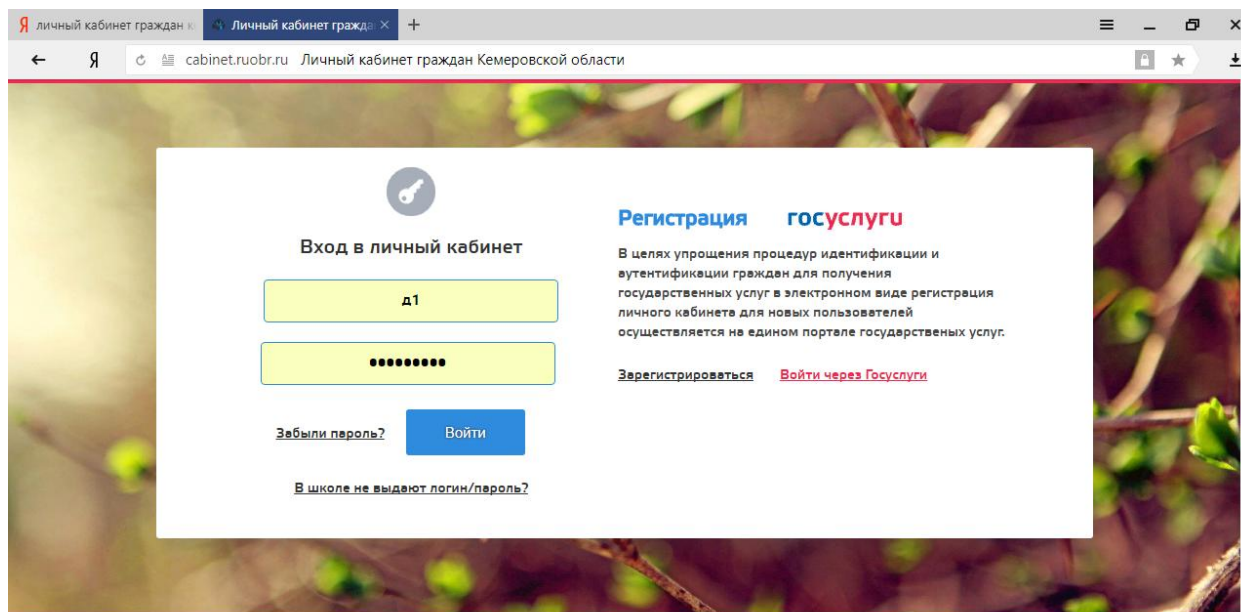 Я личный кабинет граждан к
Личный кабинет гражда
cabinet.ruobr.ru Личный кабинет граждан Кемеровской области
Вход в личный кабинет
д1
Забыли пароль?
Войти
В школе не выдают логин/пароль?
Регистрация госуслуги
В целях упрощения процедур идентификации и
аутентификации граждан для получения
государственных услуг в электронном виде регистрация
личного кабинета для новых пользователей
осуществляется на едином портале государственых услуг.
Зарегистрироваться Войти через Госуслуги